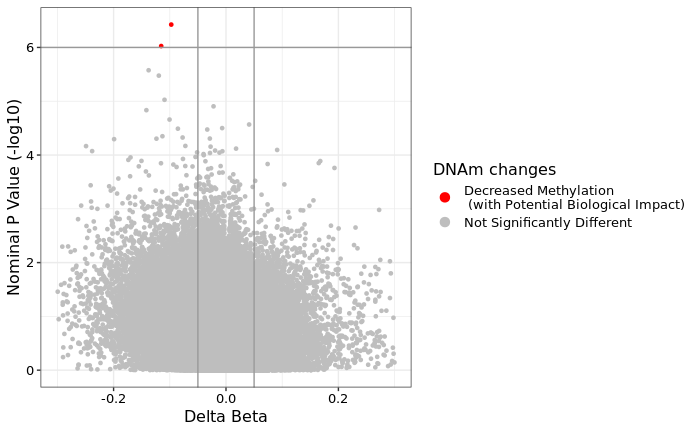 6
4
2
0
-0.2
0.0
0.2
Delta Beta
Nominal P Value (-log10)
DNAm changes
Decreased Methylation
(with Potential Biological Impact)
Not Significantly Different